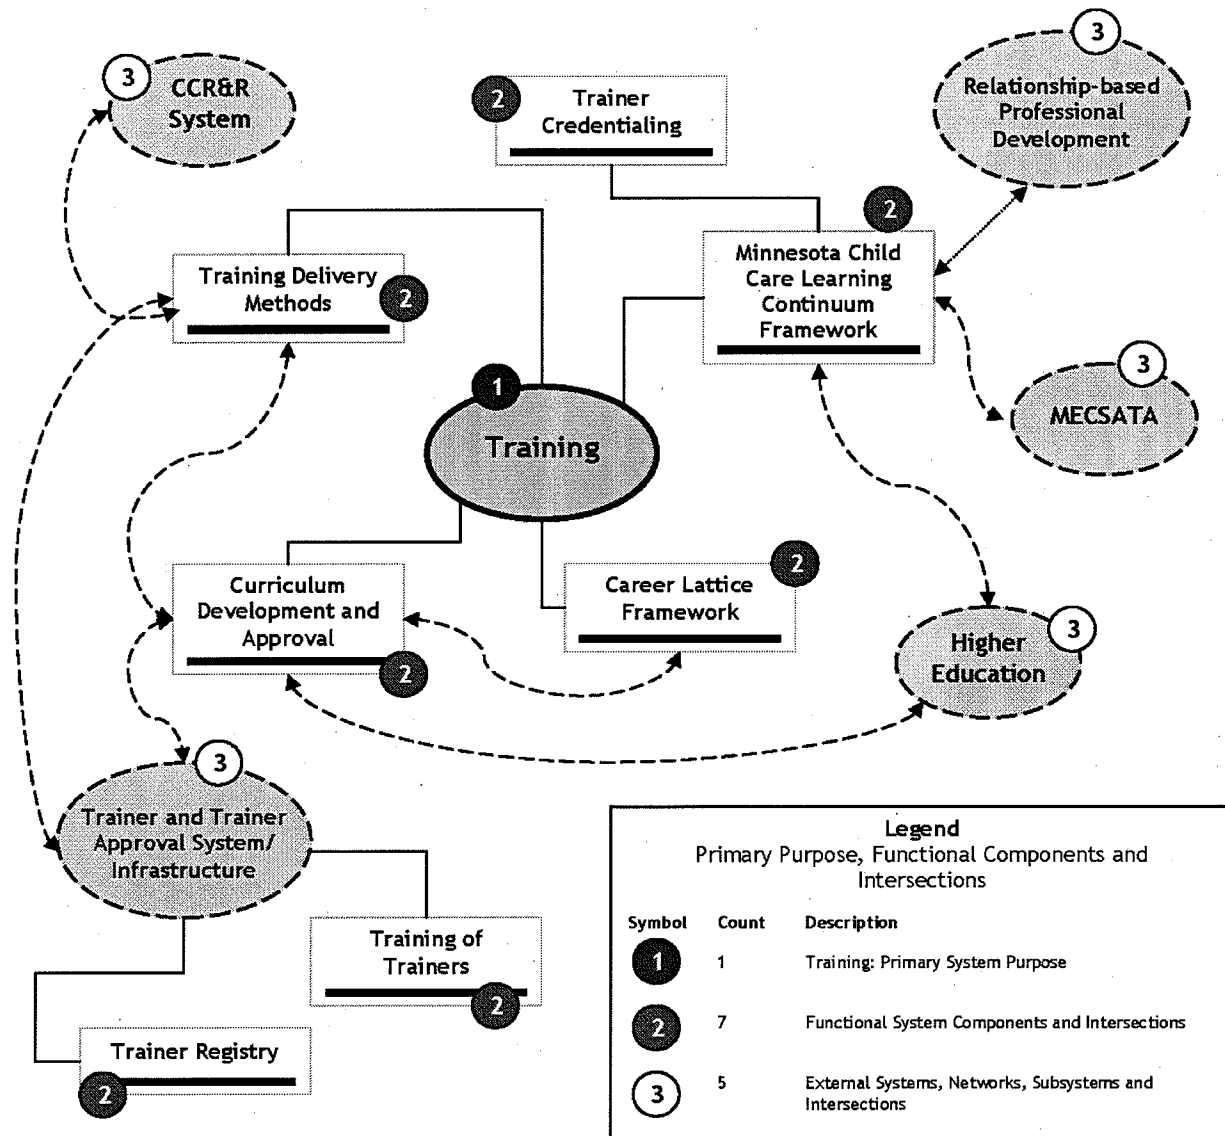 3
CCR&R
System
2
Trainer
Credentialing
3
Relationship-based
Professional
Development
2
Minnesota Child
Care Learning
Continuum
Framework
Training Delivery
Methods
2
3
MECSATA
1
Training
Curriculum
Development and
Approval
2
2
Career Lattice
Framework
3
Higher
Education
3
Trainer and Trainer
Approval System/
Infrastructure
Training of
Trainers
2
Trainer Registry
2
Legend
Primary Purpose, Functional Components and
Intersections
Symbol Count Description
1 1 Training: Primary System Purpose
2 7 Functional System Components and Intersections
3 5 External Systems, Networks, Subsystems and
Intersections